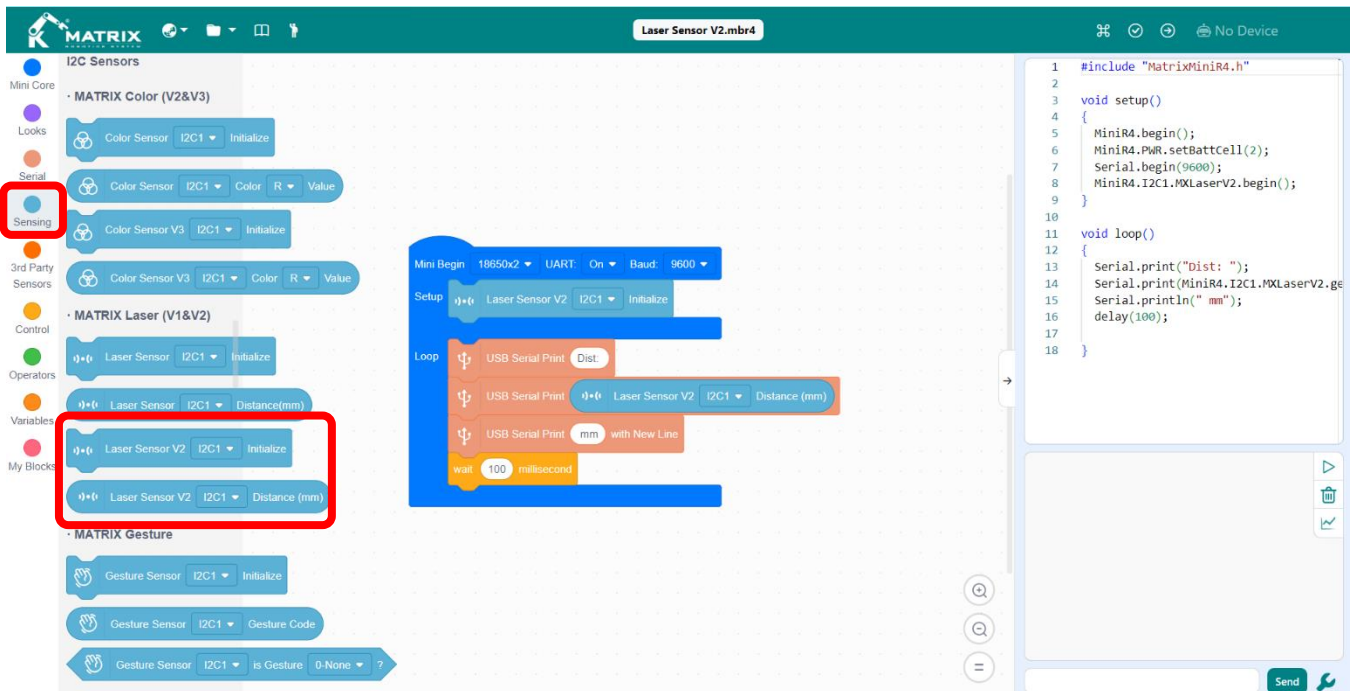 MATRIX
Laser Sensor V2.mbr4
No Device
Mini Core
Looks
Serial
Sensing
3rd Party
Sensors
Control
Operators
Variables
My Blocks
I2C Sensors
· MATRIX Color (V2&V3)
Color Sensor I2C1 Initialize
Color Sensor I2C1 Color R Value
Color Sensor V3 I2C1 Initialize
Color Sensor V3 I2C1 Color R Value
· MATRIX Laser (V1&V2)
Laser Sensor I2C1 Initialize
Laser Sensor I2C1 Distance(mm)
Laser Sensor V2 I2C1 Initialize
Laser Sensor V2 I2C1 Distance (mm)
· MATRIX Gesture
Gesture Sensor I2C1 Initialize
Gesture Sensor I2C1 Gesture Code
Gesture Sensor I2C1 is Gesture 0-None ?
Mini Begin 18650x2 UART: On Baud: 9600
Setup Laser Sensor V2 I2C1 Initialize
Loop USB Serial Print Dist:
USB Serial Print Laser Sensor V2 I2C1 Distance (mm)
USB Serial Print mm with New Line
wait 100 millisecond
1 #include "MatrixMiniR4.h"
2
3 void setup()
4 {
5 MiniR4.begin();
6 MiniR4.PWR.setBattCell(2);
7 Serial.begin(9600);
8 MiniR4.I2C1.MXLaserV2.begin();
9 }
10
11 void loop()
12 {
13 Serial.print("Dist: ");
14 Serial.print(MiniR4.I2C1.MXLaserV2.ge
15 Serial.println(" mm");
16 delay(100);
17
18 }
Send